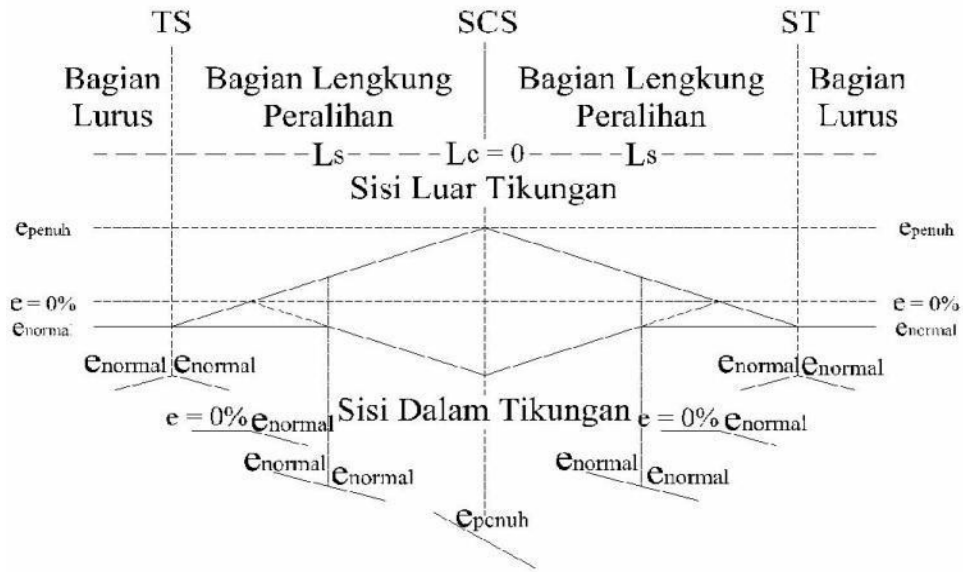 TS SCS ST
Bagian Lurus Bagian Lengkung Peralihan Bagian Lengkung Peralihan Bagian Lurus
Ls Lc = 0 Ls
Sisi Luar Tikungan
epenuh epenuh
e = 0% e = 0%
enormal enormal
enormal enormal enormal enormal
Sisi Dalam Tikungan
e = 0% enormal e = 0% enormal
enormal enormal enormal enormal
epenuh